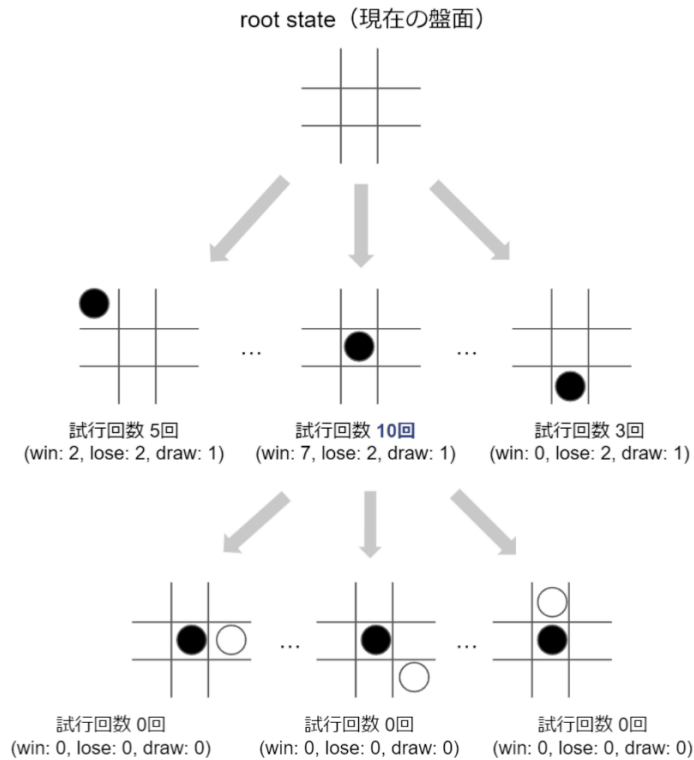 root state（現在の盤面）
...
...
試行回数 5回
(win: 2, lose: 2, draw: 1)
試行回数 10回
(win: 7, lose: 2, draw: 1)
試行回数 3回
(win: 0, lose: 2, draw: 1)
...
...
試行回数 0回
(win: 0, lose: 0, draw: 0)
試行回数 0回
(win: 0, lose: 0, draw: 0)
試行回数 0回
(win: 0, lose: 0, draw: 0)